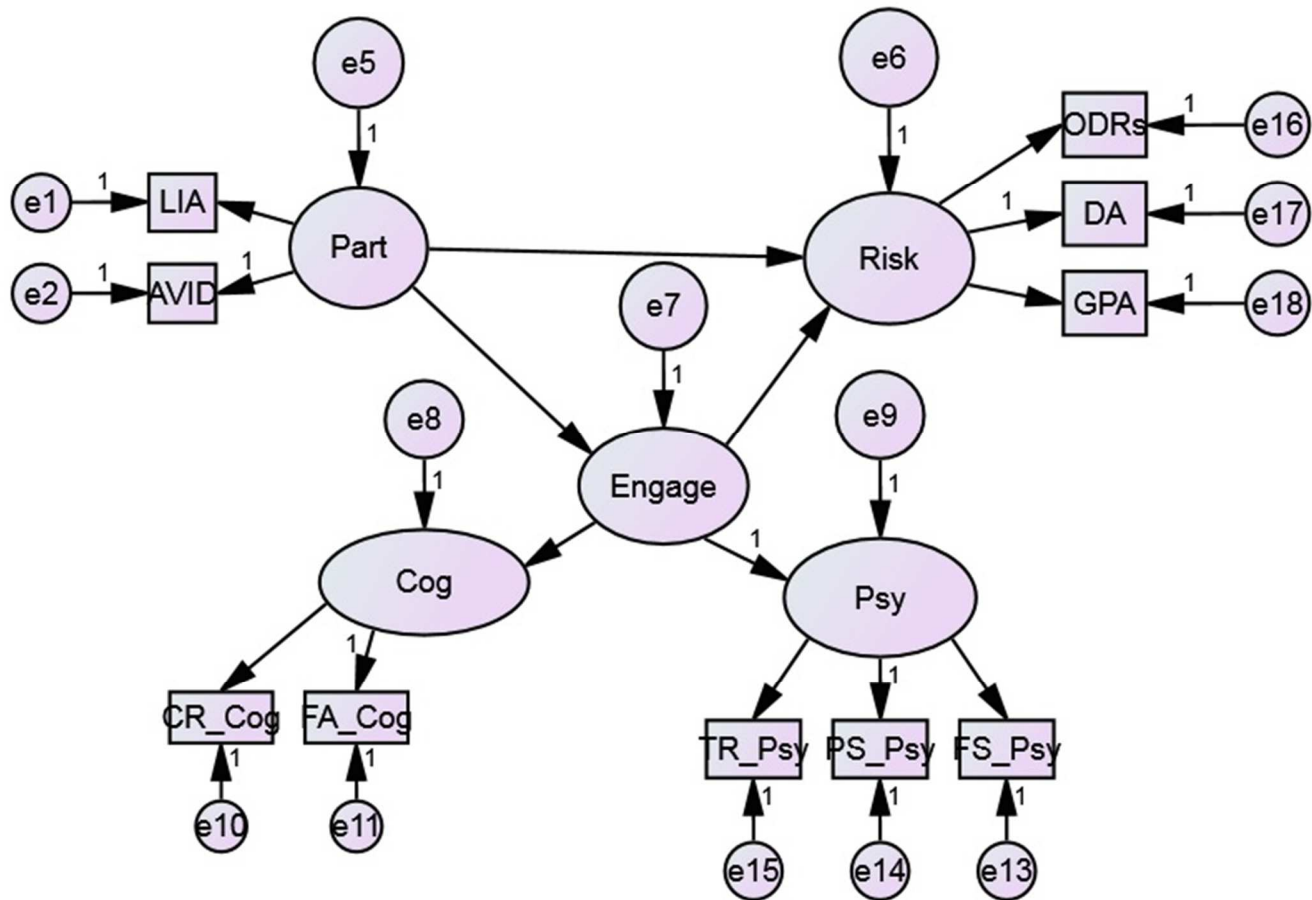 e5
e6
1
1
ODRs
1
e16
e1
1
LIA
Part
1
DA
1
e17
e2
1
AVID
1
Risk
GPA
1
e18
e7
1
e8
e9
1
Engage
1
1
Cog
Psy
1
1
CR_Cog
FA_Cog
TR_Psy
PS_Psy
FS_Psy
1
1
1
1
1
e10
e11
e15
e14
e13